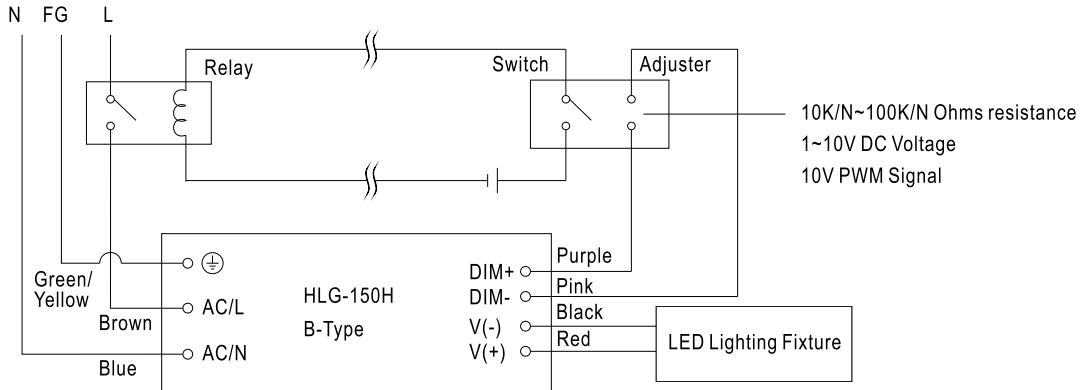 N FG L
Relay
Switch
Adjuster
10K/N~100K/N Ohms resistance
1~10V DC Voltage
10V PWM Signal
Green/
Yellow
Brown
Blue
AC/L
AC/N
HLG-150H
B-Type
DIM+
DIM-
V(-)
V(+)
Purple
Pink
Black
Red
LED Lighting Fixture